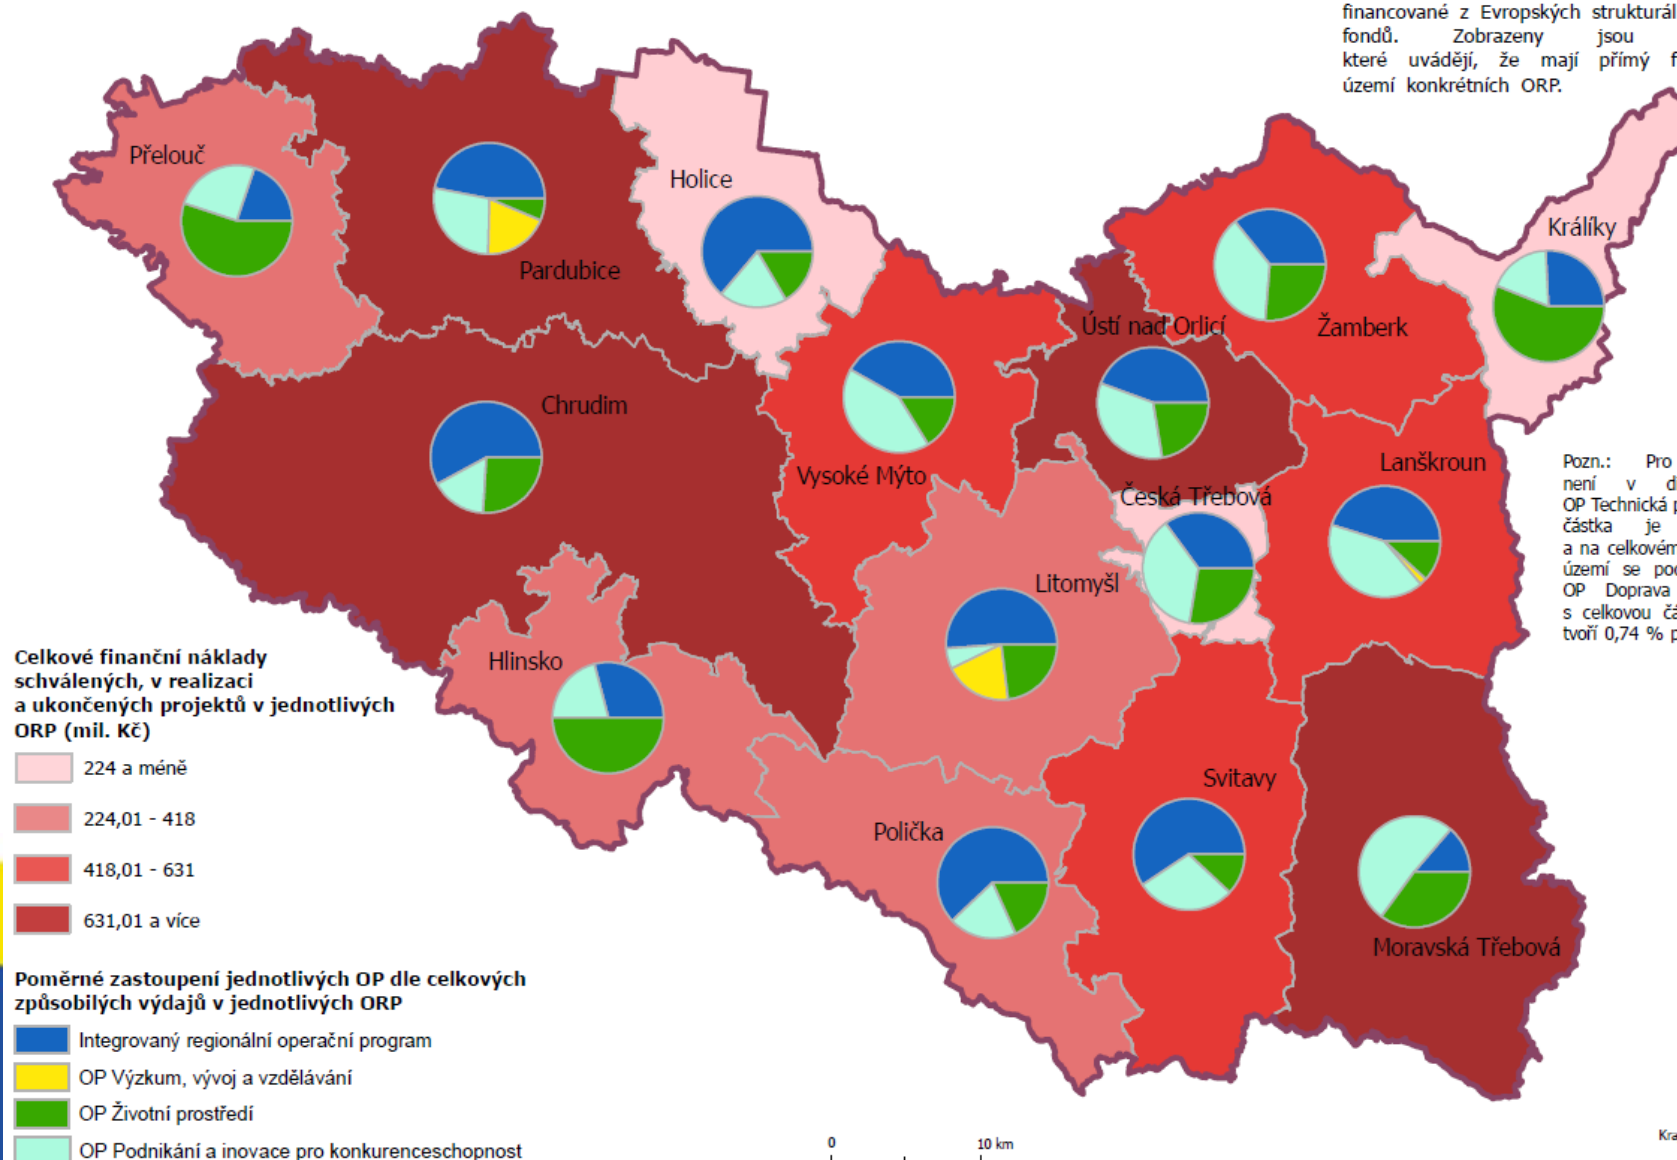 financované z Evropských strukturál
fondů. Zobrazeny jsou
které uvádějí, že mají přímý f
území konkrétních ORP.
Přelouč
Pardubice
Holice
Králíky
Ústí nad Orlicí
Žamberk
Chrudim
Vysoké Mýto
Lanškroun
Česká Třebová
Litomyšl
Hlinsko
Svitavy
Polička
Moravská Třebová
Pozn.: Pro
není v d
OP Technická p
částka je
a na celkovém
území se pod
OP Doprava
s celkovou čá
tvoří 0,74 % p
Celkové finanční náklady
schválených, v realizaci
a ukončených projektů v jednotlivých
ORP (mil. Kč)
224 a méně
224,01 - 418
418,01 - 631
631,01 a více
Poměrné zastoupení jednotlivých OP dle celkových
způsobilých výdajů v jednotlivých ORP
Integrovaný regionální operační program
OP Výzkum, vývoj a vzdělávání
OP Životní prostředí
OP Podnikání a inovace pro konkurenceschopnost
0 10 km
Kra